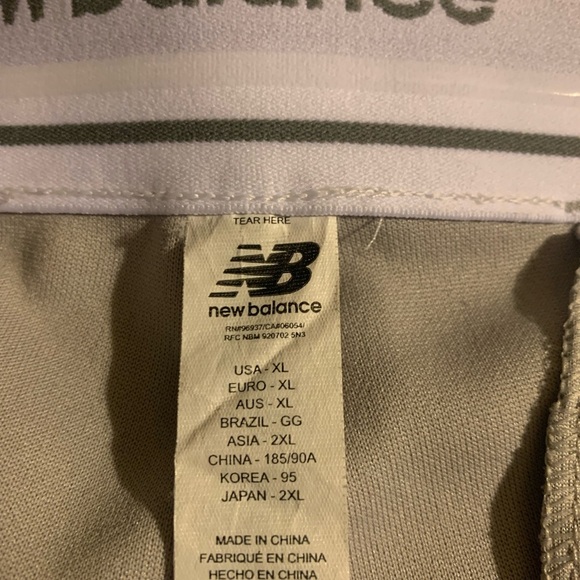 w balance
TEAR HERE
NB
new balance
RN#96937/CA#06054/
RFC NBM 920702 5N3
USA - XL
EURO - XL
AUS - XL
BRAZIL - GG
ASIA - 2XL
CHINA - 185/90A
KOREA - 95
JAPAN - 2XL
MADE IN CHINA
FABRIQUÉ EN CHINA
HECHO EN CHINA